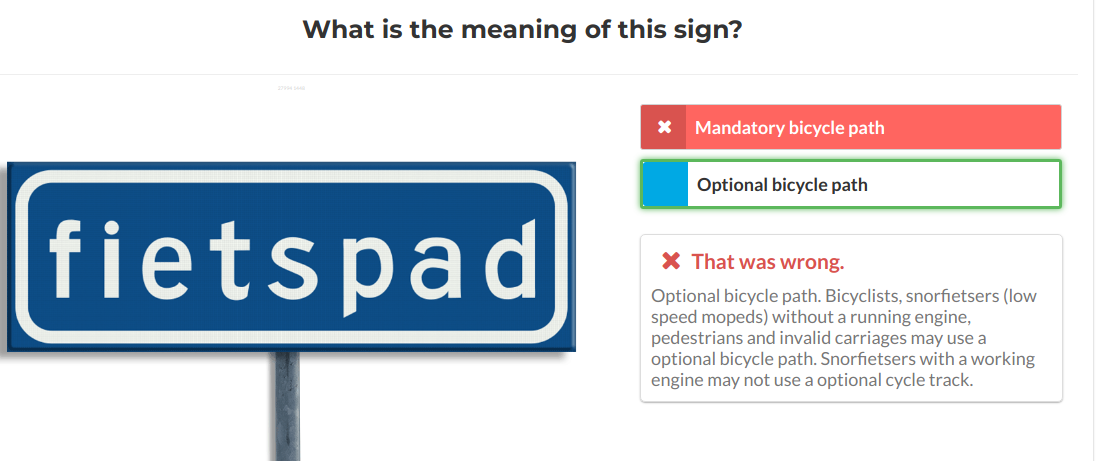 What is the meaning of this sign?
fietspad
Mandatory bicycle path
Optional bicycle path
That was wrong.
Optional bicycle path. Bicyclists, snorfietsers (low
speed mopeds) without a running engine,
pedestrians and invalid carriages may use a
optional bicycle path. Snorfietsers with a working
engine may not use a optional cycle track.